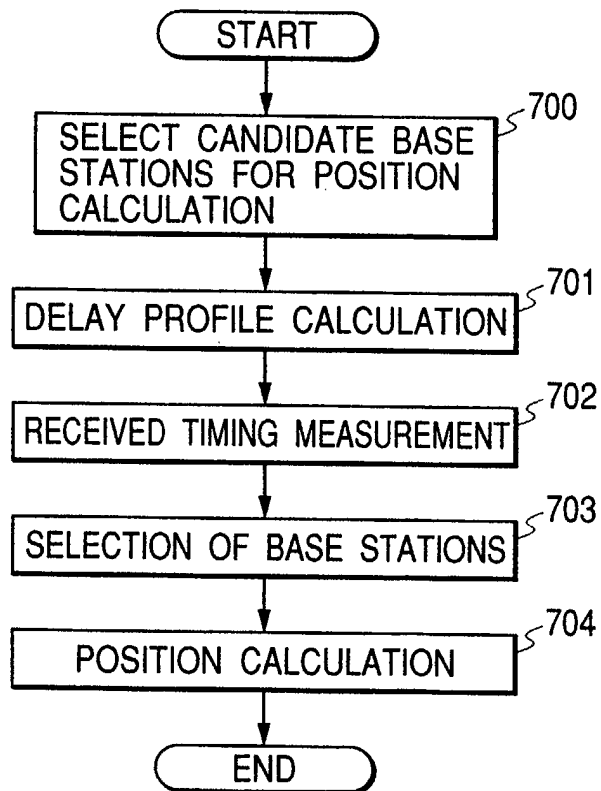 START
700
SELECT CANDIDATE BASE
STATIONS FOR POSITION
CALCULATION
701
DELAY PROFILE CALCULATION
702
RECEIVED TIMING MEASUREMENT
703
SELECTION OF BASE STATIONS
704
POSITION CALCULATION
END